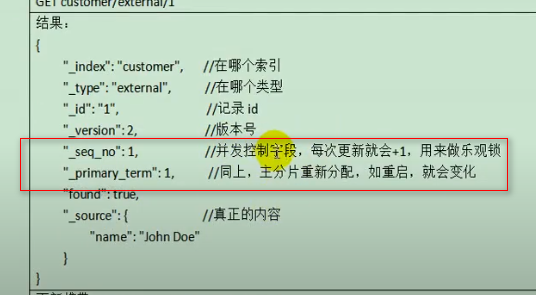 GET customer/external/1
结果：
{
"_index": "customer", //在哪个索引
"_type": "external", //在哪个类型
"_id": "1", //记录 id
"_version": 2, //版本号
"_seq_no": 1, //并发控制字段，每次更新就会+1，用来做乐观锁
"_primary_term": 1, //同上，主分片重新分配，如重启，就会变化
"found": true,
"_source": { //真正的内容
"name": "John Doe"
}
}